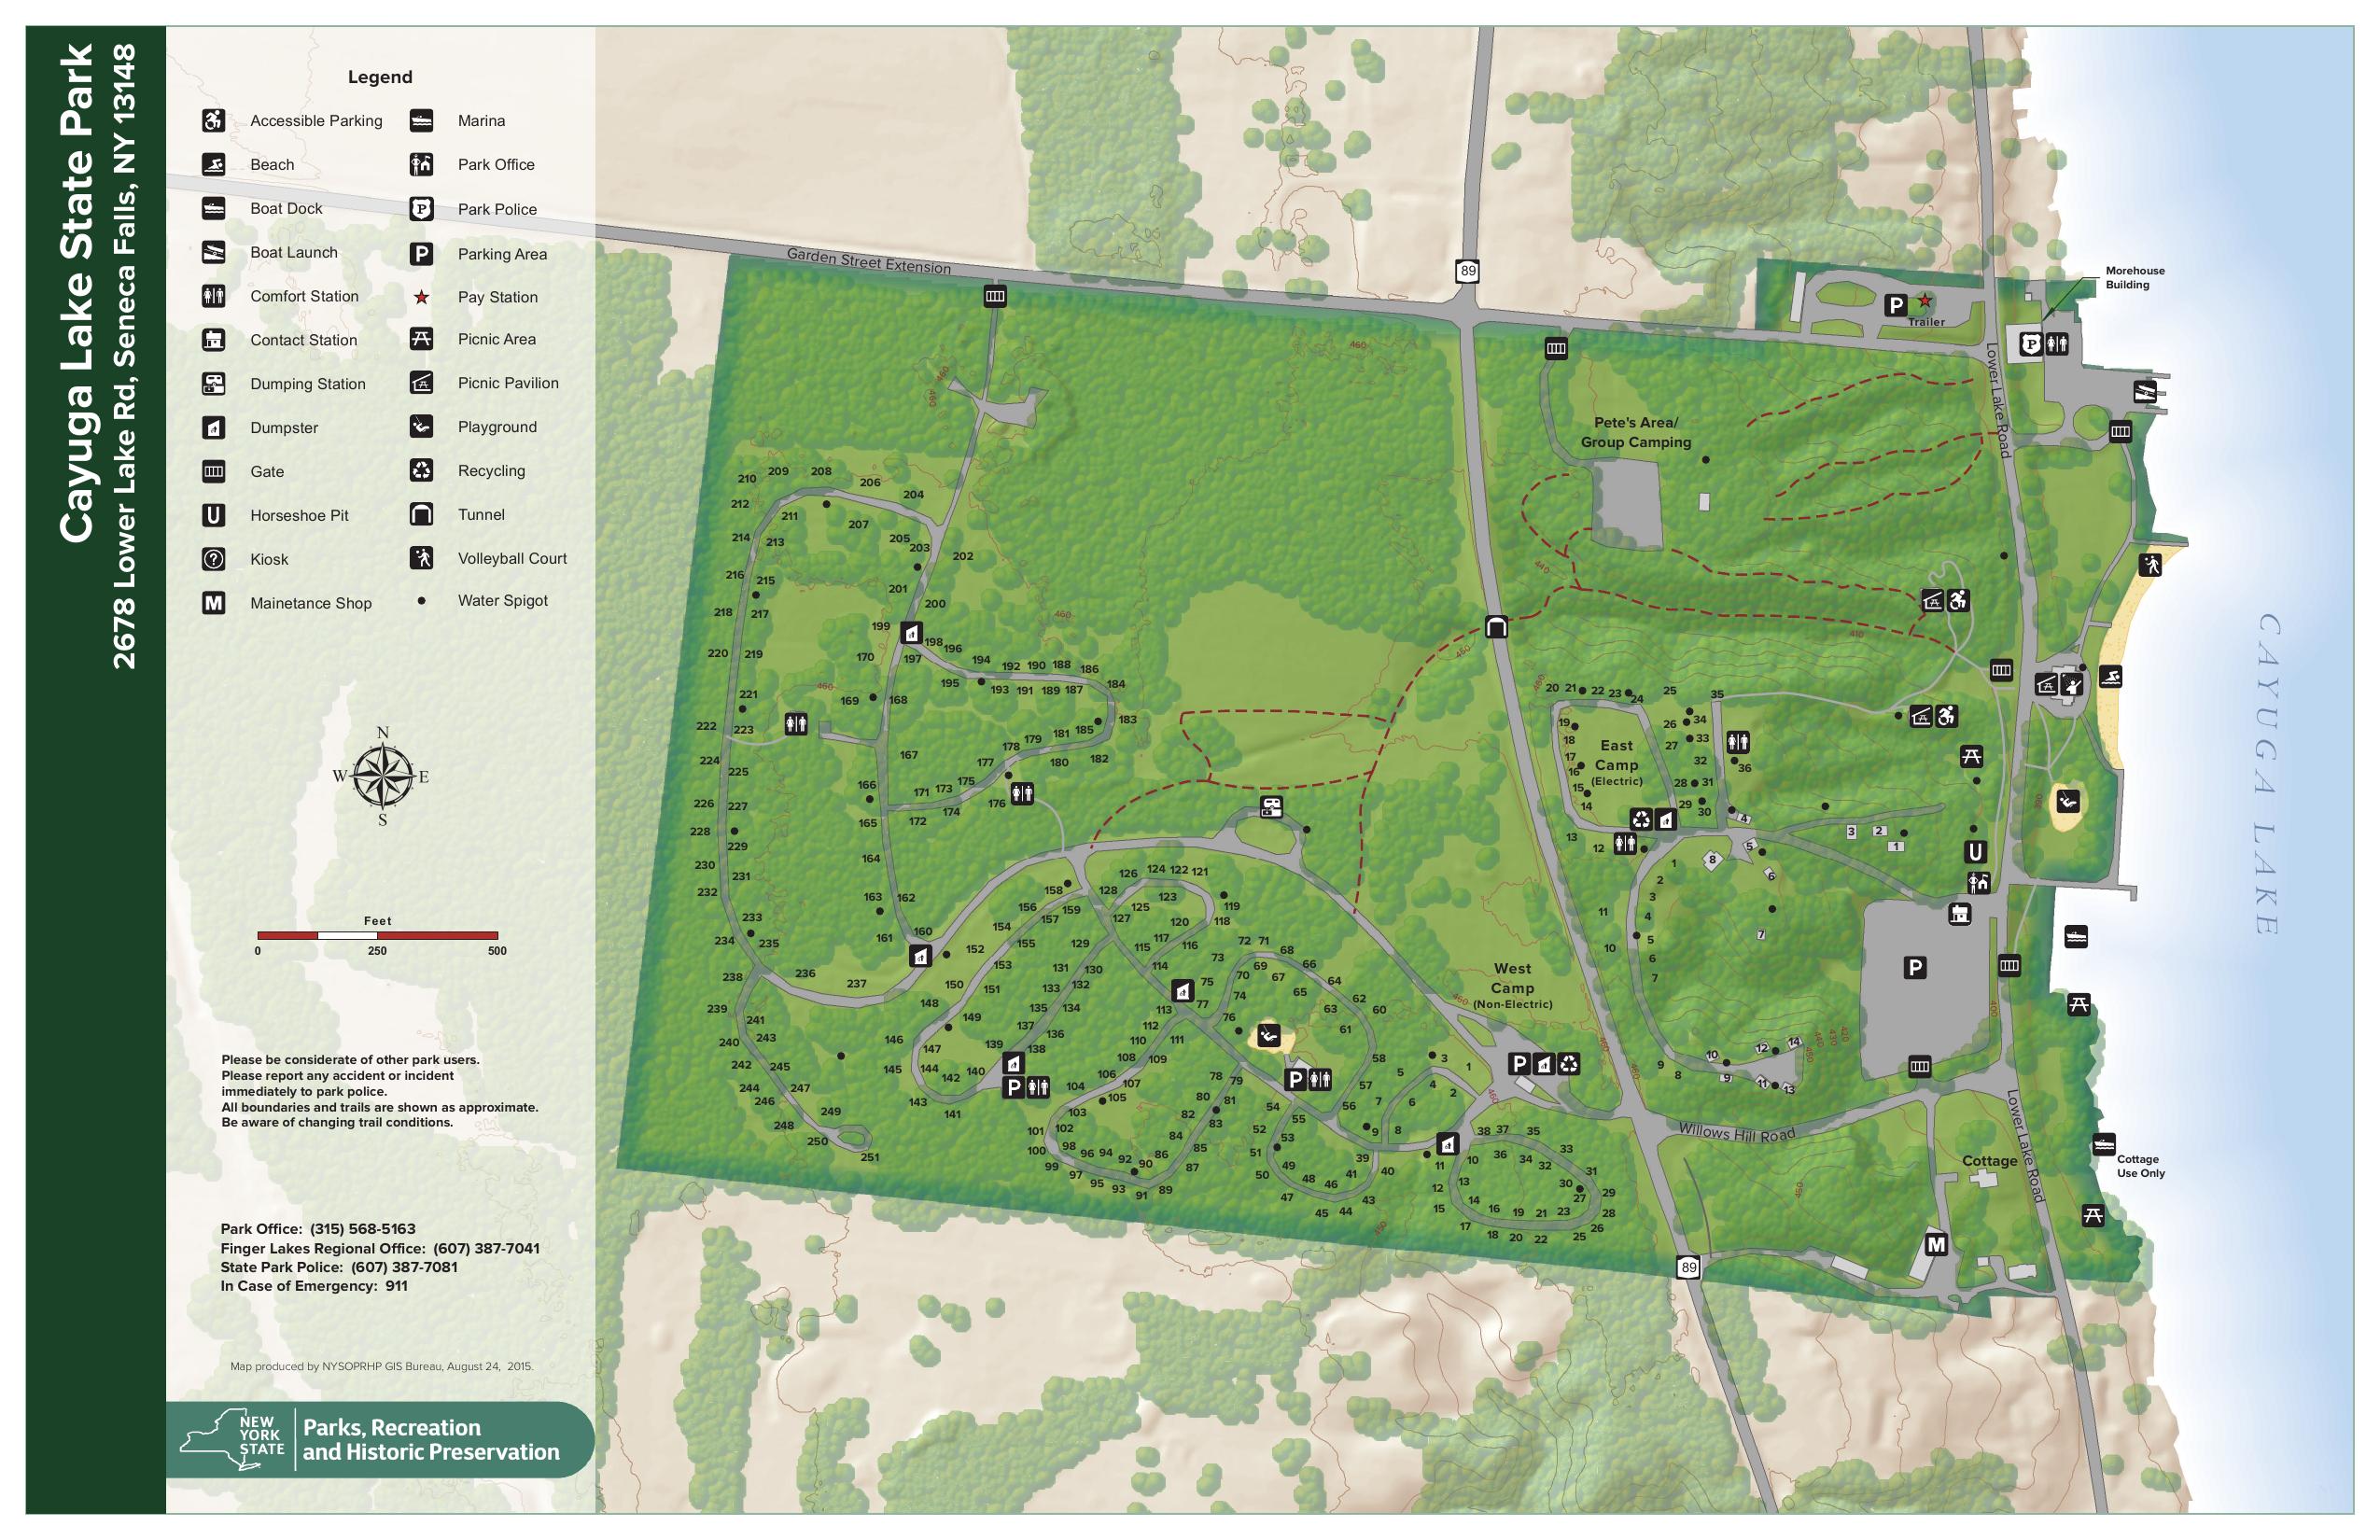 Cayuga Lake State Park
2678 Lower Lake Rd, Seneca Falls, NY 13148
Legend
Accessible Parking
Beach
Boat Dock
Boat Launch
Comfort Station
Contact Station
Dumping Station
Dumpster
Gate
Horseshoe Pit
Kiosk
Mainetance Shop
Marina
Park Office
Park Police
Parking Area
Pay Station
Picnic Area
Picnic Pavilion
Playground
Recycling
Tunnel
Volleyball Court
Water Spigot
N
W E
S
Feet
0 250 500
Please be considerate of other park users.
Please report any accident or incident
immediately to park police.
All boundaries and trails are shown as approximate.
Be aware of changing trail conditions.
Park Office: (315) 568-5163
Finger Lakes Regional Office: (607) 387-7041
State Park Police: (607) 387-7081
In Case of Emergency: 911
Map produced by NYSOPRHP GIS Bureau, August 24, 2015.
NEW
YORK
STATE
Parks, Recreation
and Historic Preservation
Garden Street Extension
89
Morehouse
Building
P
Trailer
P
Lower Lake Road
Pete's Area/
Group Camping
CAYUGA LAKE
East
Camp
(Electric)
West
Camp
(Non-Electric)
U
P
P
P
P
Willows Hill Road
Lower Lake Road
Cottage
Cottage
Use Only
M
89
210 209 208 206 204
212 211 207
214 213 205 203 202
216 215 201 200
218 217 199 198 196
220 219 170 197 194 192 190 188 186
195 193 191 189 187 184
221 169 168 183
222 223 185 181 179 178
224 225 167 177 180 182
226 227 166 171 173 175 176
228 165 172 174
229 164
230 231 163 162
232 233 161 160
234 235 152
238 236 237
239 241 243
240 242 245
244 246 247
248 249 250 251
158 159 156 157 154 155 153
150 151 148 149 146 147
145 144 142 140 143 141
128 126 124 122 121
125 123 119 127 120 118
129 117 116 115 114
131 130 133 132 135 134
137 136 139 138
113 112 111 110 109 108
106 107 104 105 103
101 102 100 98 96 94 92 90
99 97 95 93 91 89 87
86 84 85 82 83 80 81 78 79
72 71 68 73 69 66 70 67 64
75 74 65 62 77 63 60 76 61
58 57 56 54 55 52 53 51
50 49 48 46 41 47 45 44 43
39 40 9 8 7 6 5 4 3 2 1
38 37 35 33 36 34 32 31
10 11 12 13 14 15 16 17
18 19 20 21 22 23 25 26
27 28 29 30
20 21 22 23 24 25 35
19 26 34
18 27 33
17 32
16 36
15 28 31
14 29 30
13 12
1 2 3 4 5 6 7 8 9 10 11
4 3 2 1
5 8 6 7
10 12 14
9 11 13